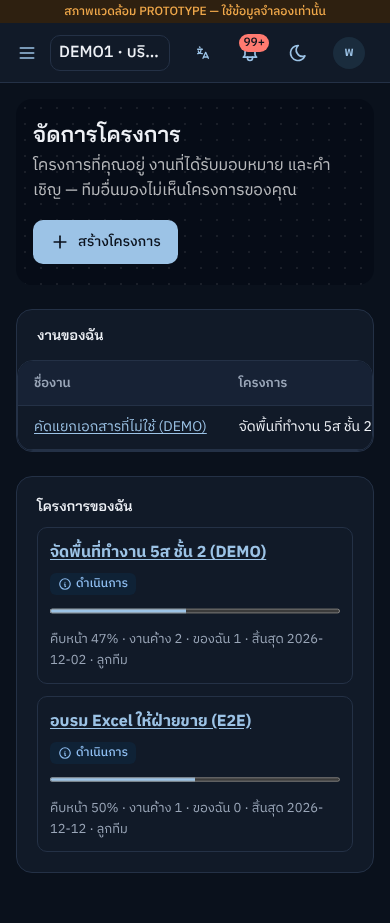 สภาพแวดล้อม PROTOTYPE — ใช้ข้อมูลจำลองเท่านั้น
DEMO1 · บริ...
99+
W
จัดการโครงการ
โครงการที่คุณอยู่ งานที่ได้รับมอบหมาย และคำ
เชิญ — ทีมอื่นมองไม่เห็นโครงการของคุณ
สร้างโครงการ
งานของฉัน
ชื่องาน โครงการ
คัดแยกเอกสารที่ไม่ใช้ (DEMO) จัดพื้นที่ทำงาน 5ส ชั้น 2
โครงการของฉัน
จัดพื้นที่ทำงาน 5ส ชั้น 2 (DEMO)
ดำเนินการ
คืบหน้า 47% · งานค้าง 2 · ของฉัน 1 · สิ้นสุด 2026-
12-02 · ลูกทีม
อบรม Excel ให้ฝ่ายขาย (E2E)
ดำเนินการ
คืบหน้า 50% · งานค้าง 1 · ของฉัน 0 · สิ้นสุด 2026-
12-12 · ลูกทีม